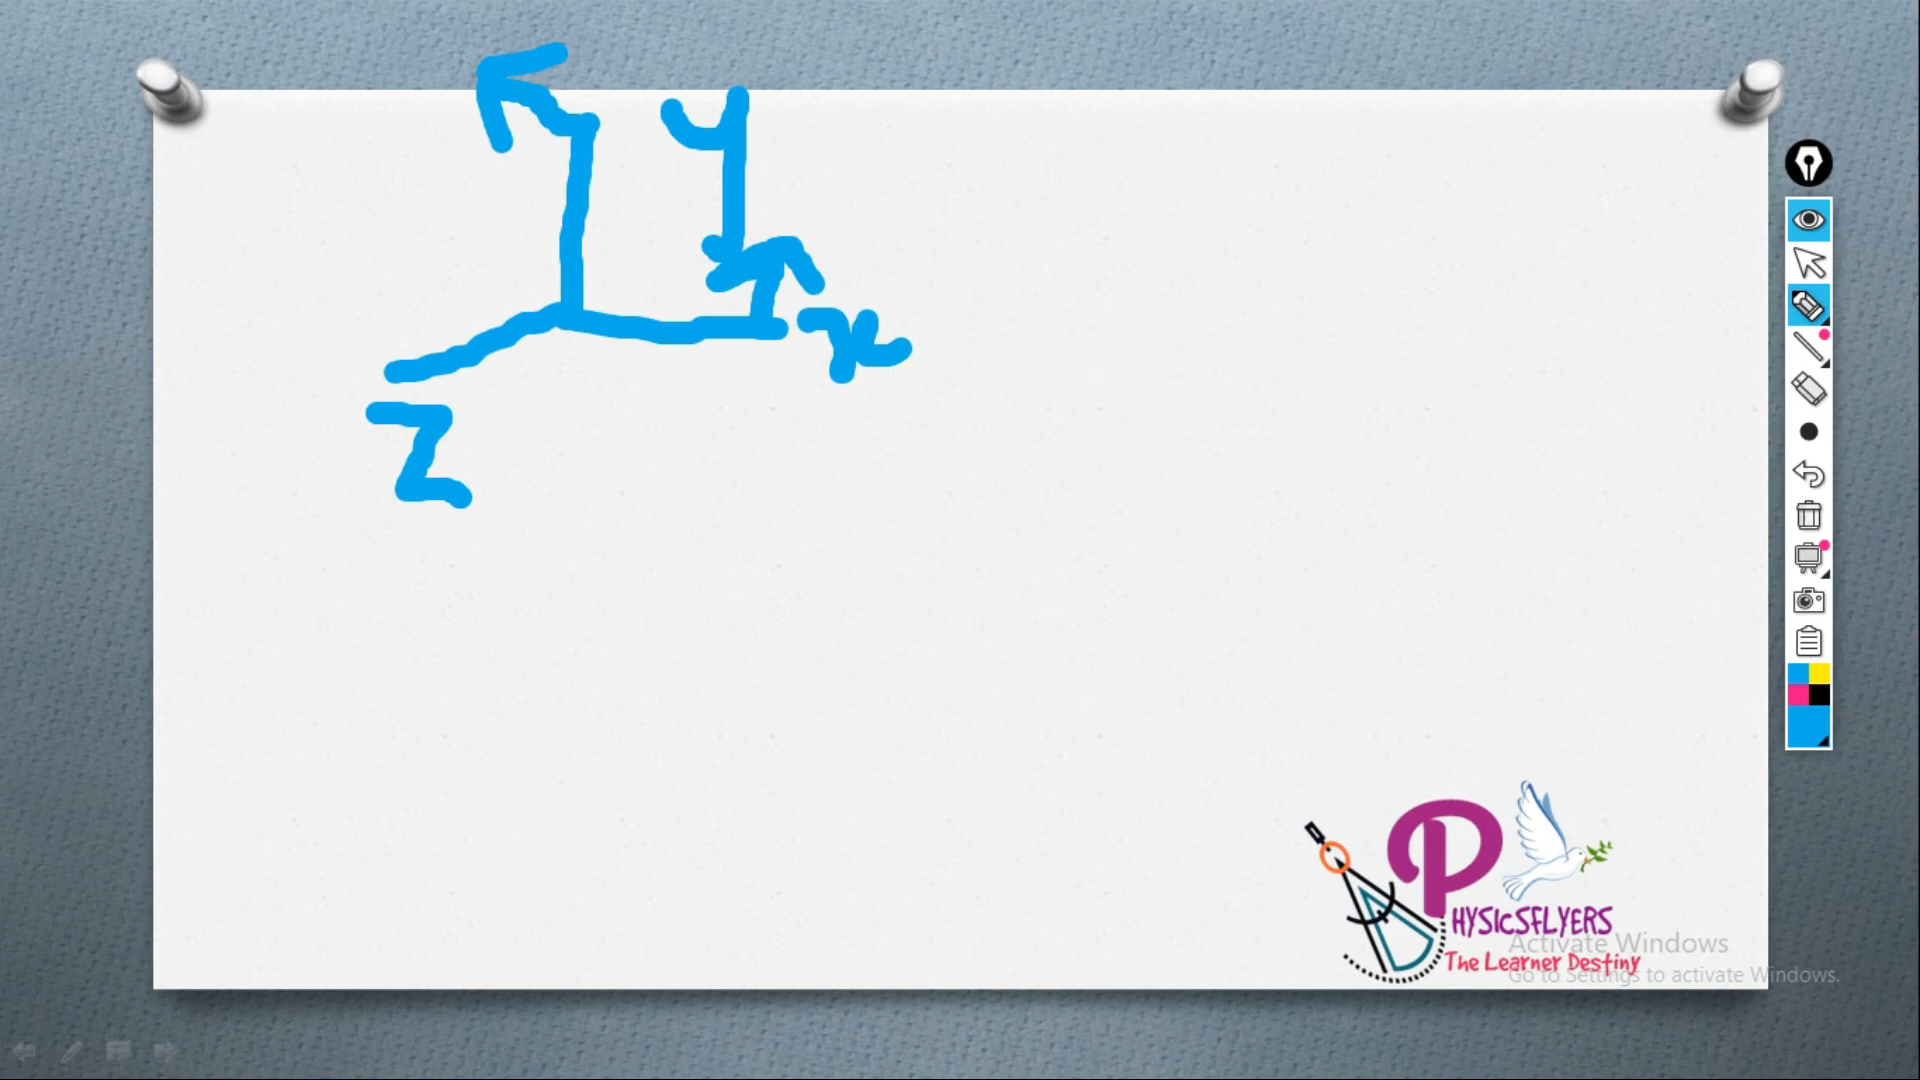 y
x
z
PHYSICSFLYERS
The Learner Destiny
Activate Windows
Go to Settings to activate Windows.